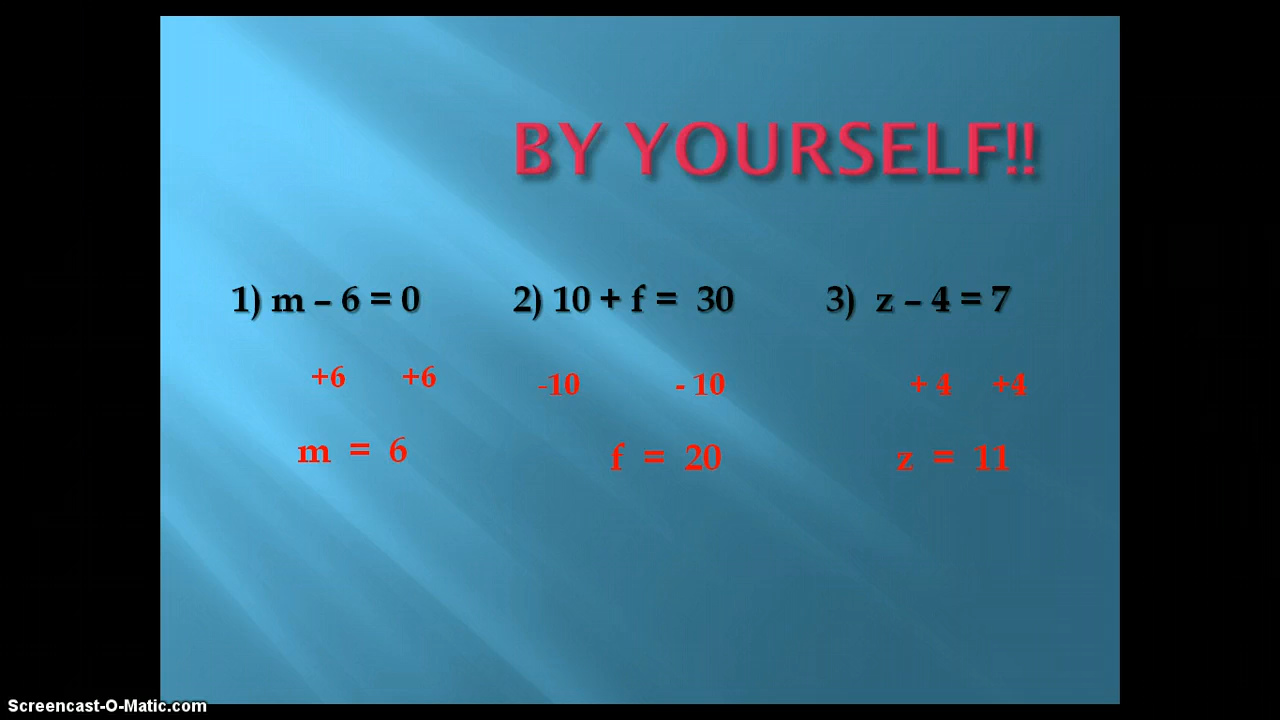 BY YOURSELF!!
1) m – 6 = 0 2) 10 + f = 30 3) z – 4 = 7
+6 +6 -10 - 10 + 4 +4
m = 6 f = 20 z = 11
Screencast-O-Matic.com